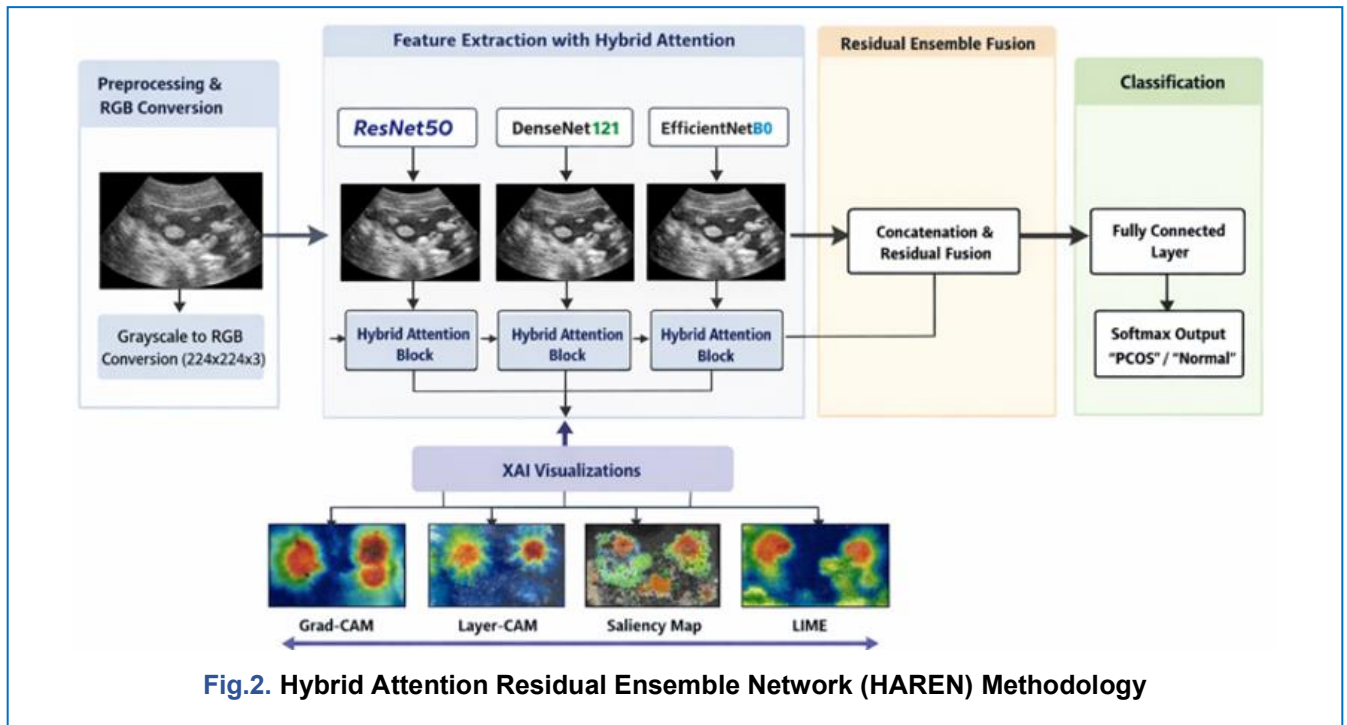 Preprocessing &
RGB Conversion
Grayscale to RGB
Conversion (224x224x3)
Feature Extraction with Hybrid Attention
ResNet50
DenseNet121
EfficientNetB0
Hybrid Attention
Block
Hybrid Attention
Block
Hybrid Attention
Block
Residual Ensemble Fusion
Concatenation &
Residual Fusion
Classification
Fully Connected
Layer
Softmax Output
"PCOS" / "Normal"
XAI Visualizations
Grad-CAM
Layer-CAM
Saliency Map
LIME
Fig.2. Hybrid Attention Residual Ensemble Network (HAREN) Methodology